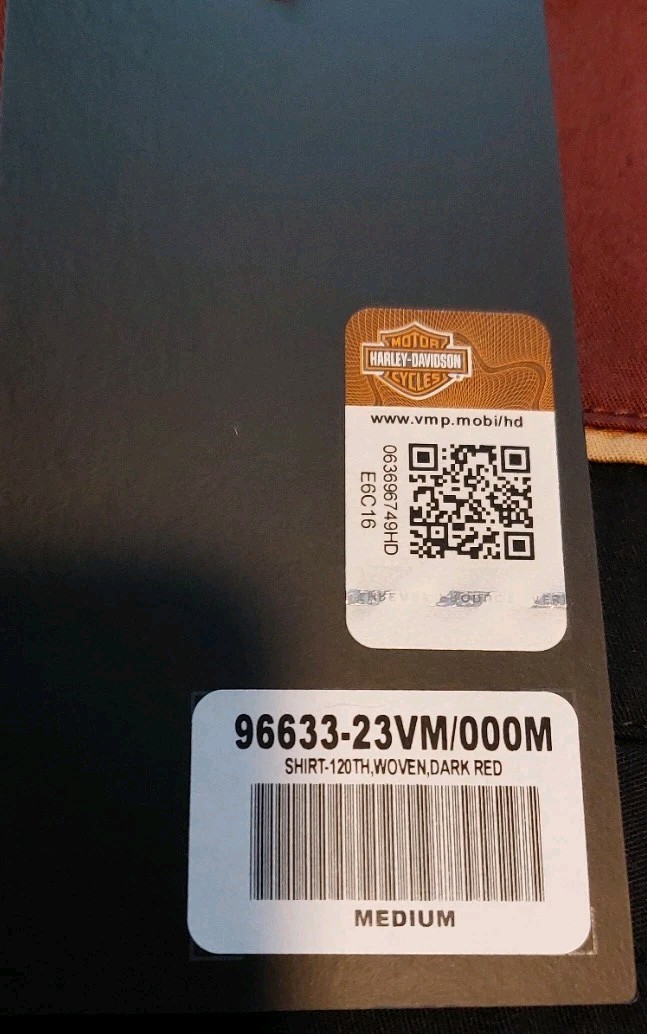 MOTOR
HARLEY-DAVIDSON
CYCLES
www.vmp.mobi/hd
063696749HD
E6C16
96633-23VM/000M
SHIRT-120TH,WOVEN,DARK RED
MEDIUM